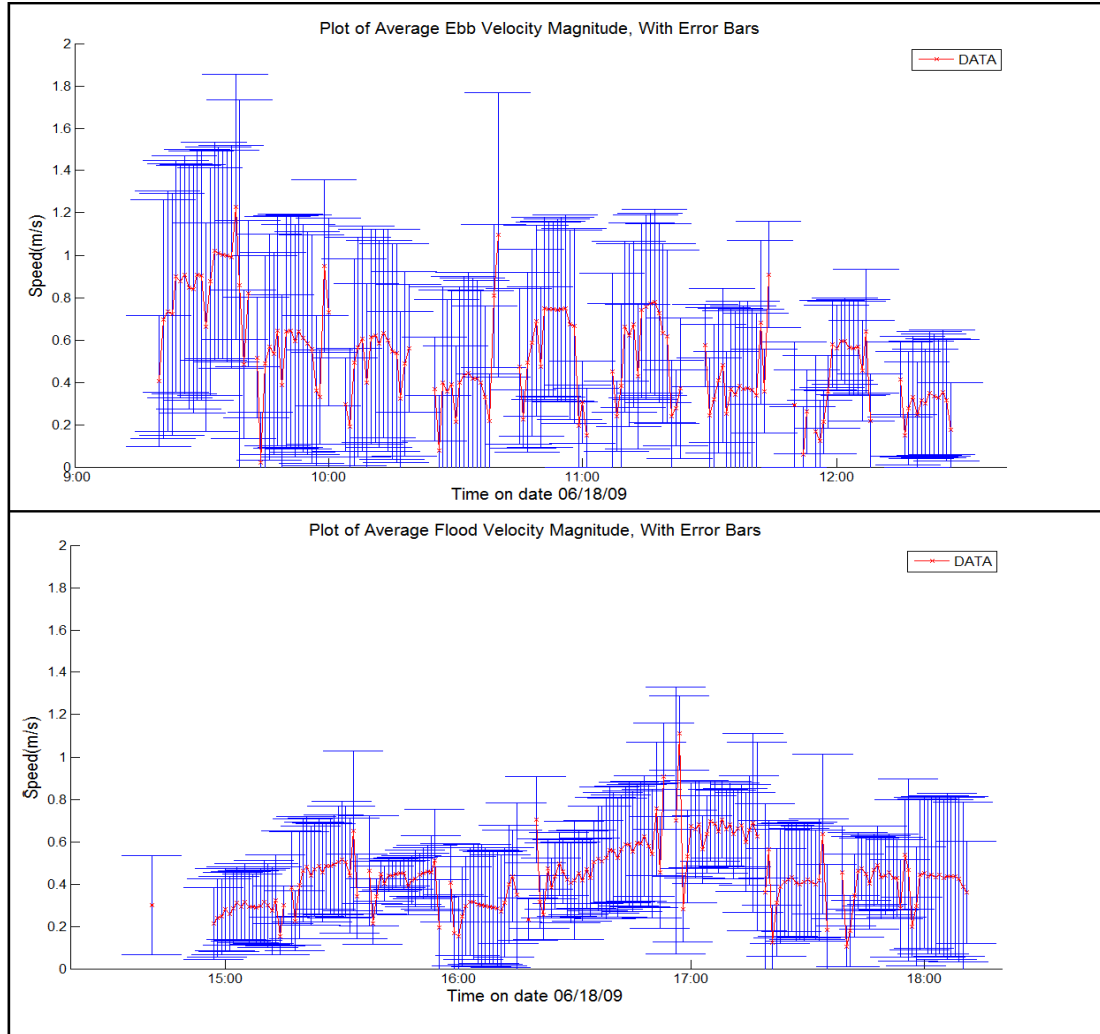 Plot of Average Ebb Velocity Magnitude, With Error Bars
2
DATA
1.8
1.6
1.4
1.2
1
0.8
0.6
0.4
0.2
0
Speed(m/s)
9:00 10:00 11:00 12:00
Time on date 06/18/09
Plot of Average Flood Velocity Magnitude, With Error Bars
2
DATA
1.8
1.6
1.4
1.2
1
0.8
0.6
0.4
0.2
0
Speed(m/s)
15:00 16:00 17:00 18:00
Time on date 06/18/09